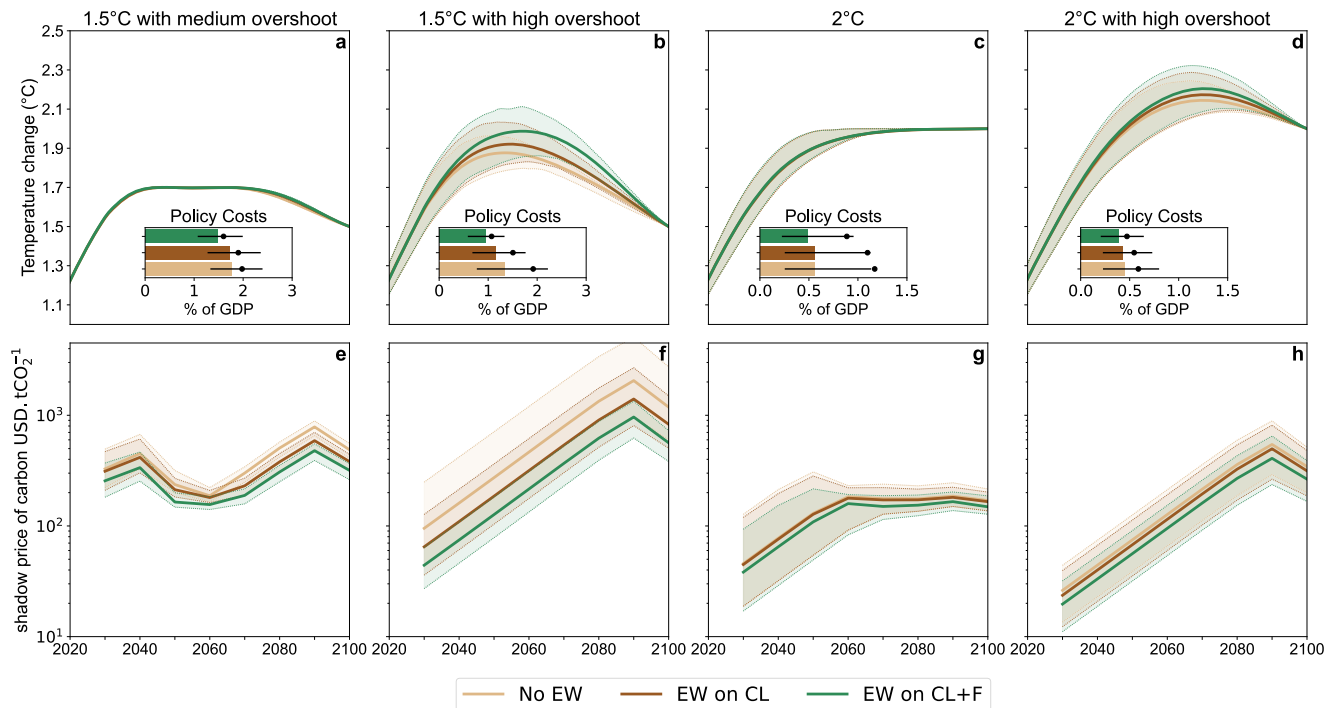 1.5°C with medium overshoot
1.5°C with high overshoot
2°C
2°C with high overshoot
Temperature change (°C)
2.5
2.3
2.1
1.9
1.7
1.5
1.3
1.1
a
Policy Costs
0 1 2 3
% of GDP
b
Policy Costs
0 1 2 3
% of GDP
c
Policy Costs
0.0 0.5 1.0 1.5
% of GDP
d
Policy Costs
0.0 0.5 1.0 1.5
% of GDP
shadow price of carbon USD. tCO₂⁻¹
10³
10²
10¹
e
2020 2040 2060 2080 2100
f
2020 2040 2060 2080 2100
g
2020 2040 2060 2080 2100
h
2020 2040 2060 2080 2100
No EW EW on CL EW on CL+F